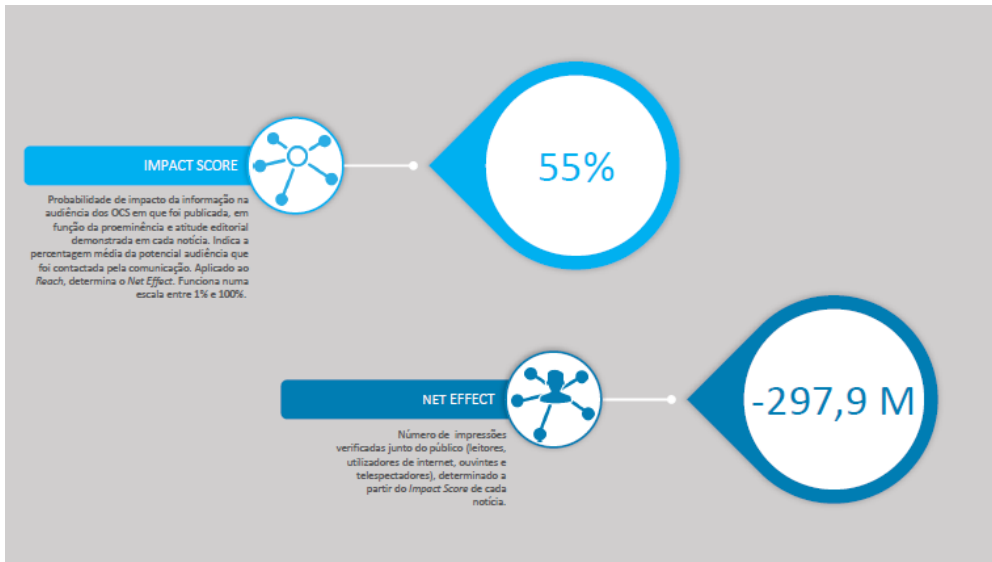 IMPACT SCORE
55%
Probabilidade de impacto da informação na
audiência dos OCS em que foi publicada, em
função da proeminência e atitude editorial
demonstrada em cada notícia. Indica a
percentagem média da potencial audiência que
foi contactada pela comunicação. Aplicado ao
Reach, determina o Net Effect. Funciona numa
escala entre 1% e 100%.
NET EFFECT
-297,9 M
Número de impressões
verificadas junto do público (leitores,
utilizadores de internet, ouvintes e
telespectadores), determinado a
partir do Impact Score de cada
notícia.